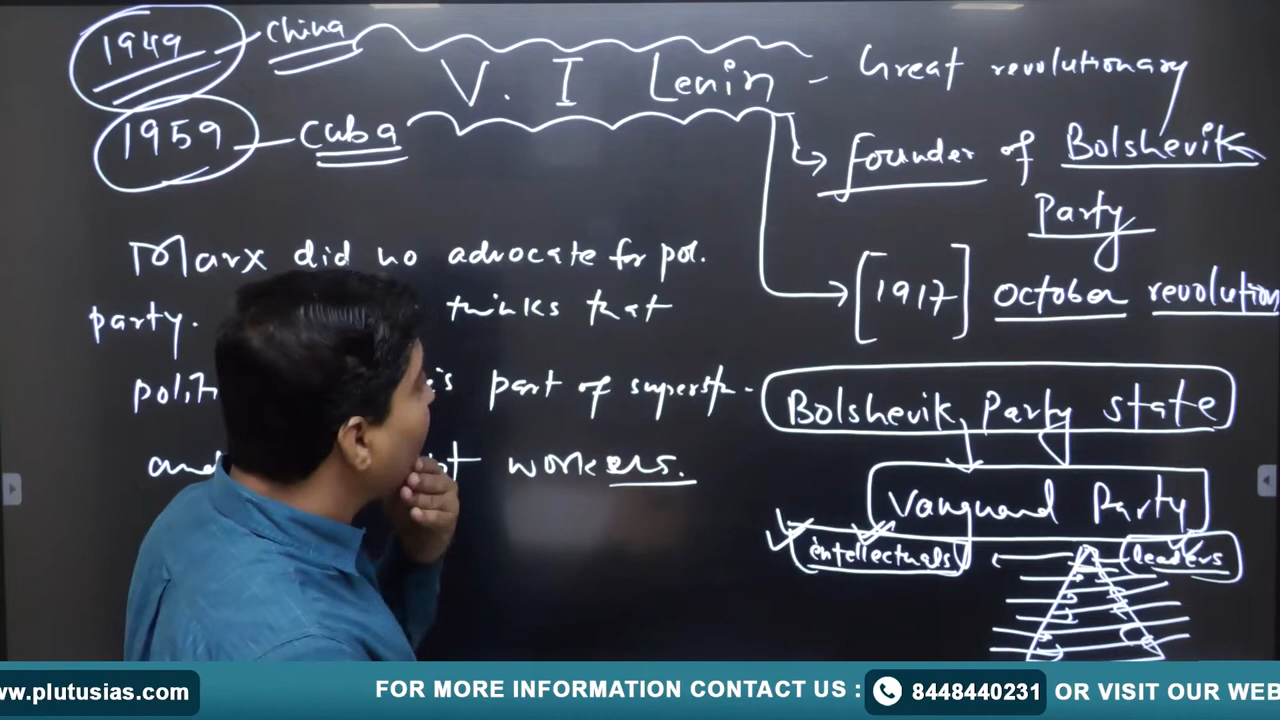 1949 - China
V. I Lenin - Great revolutionary
1959 - Cuba
founder of Bolshevik
Party
[1917] October revolution
Marx did no advocate for pol.
party. thinks that
part of superstr.
workers.
Bolshevik Party state
Vanguard Party
intellectuals
leaders
www.plutusias.com
FOR MORE INFORMATION CONTACT US : 8448440231 OR VISIT OUR WEB